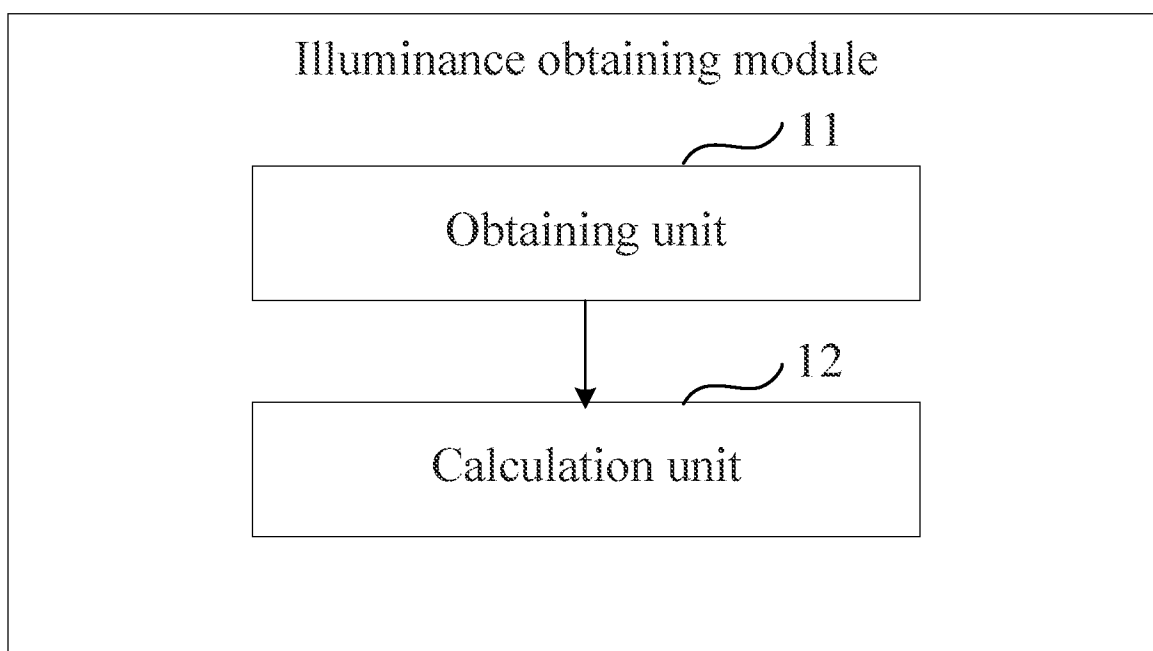 Illuminance obtaining module
11
Obtaining unit
12
Calculation unit